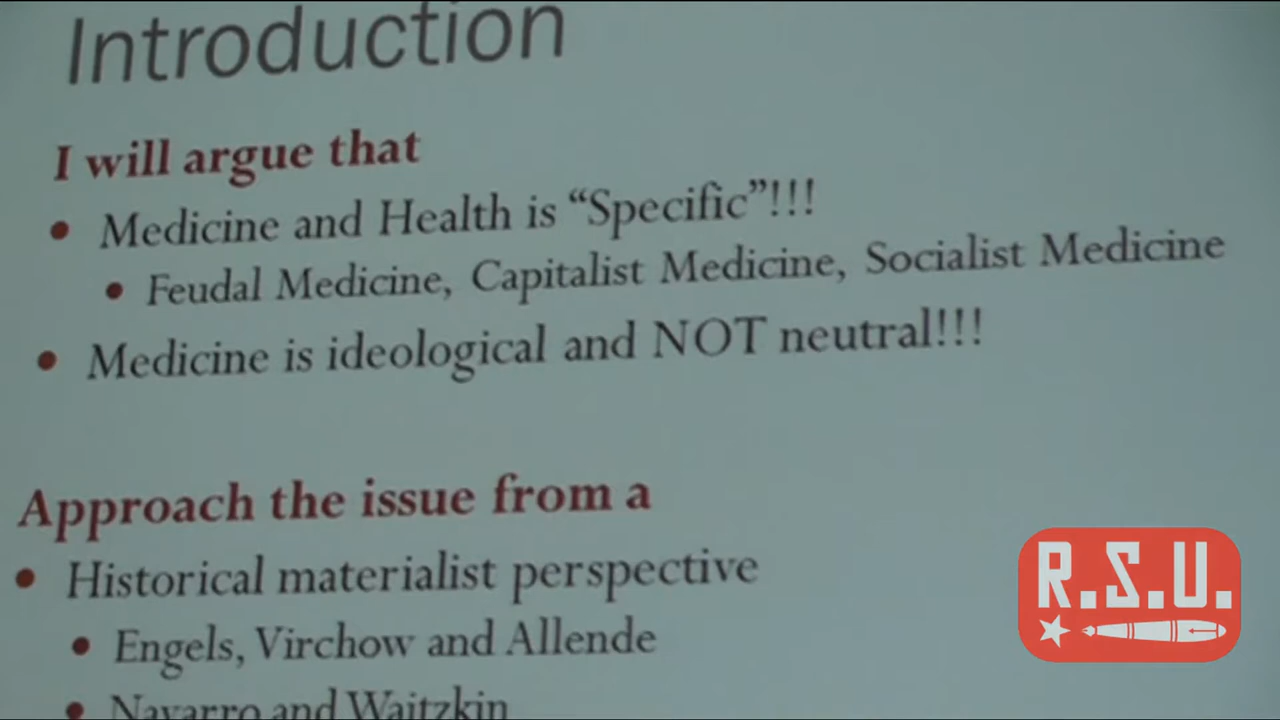 Introduction
I will argue that
• Medicine and Health is “Specific”!!!
• Feudal Medicine, Capitalist Medicine, Socialist Medicine
• Medicine is ideological and NOT neutral!!!
Approach the issue from a
• Historical materialist perspective
• Engels, Virchow and Allende
• Navarro and Waitzkin
R.S.U.